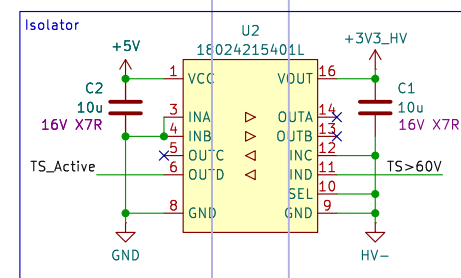 Isolator
U2
18024215401L
+5V
+3V3_HV
1 VCC VOUT 16
C2
10u
16V X7R
C1
10u
16V X7R
3 INA OUTA 14
4 INB OUTB 13
5 OUTC INC 12
TS_Active 6 OUTD IND 11 TS>60V
SEL 10
8 GND GND 9
GND
HV-